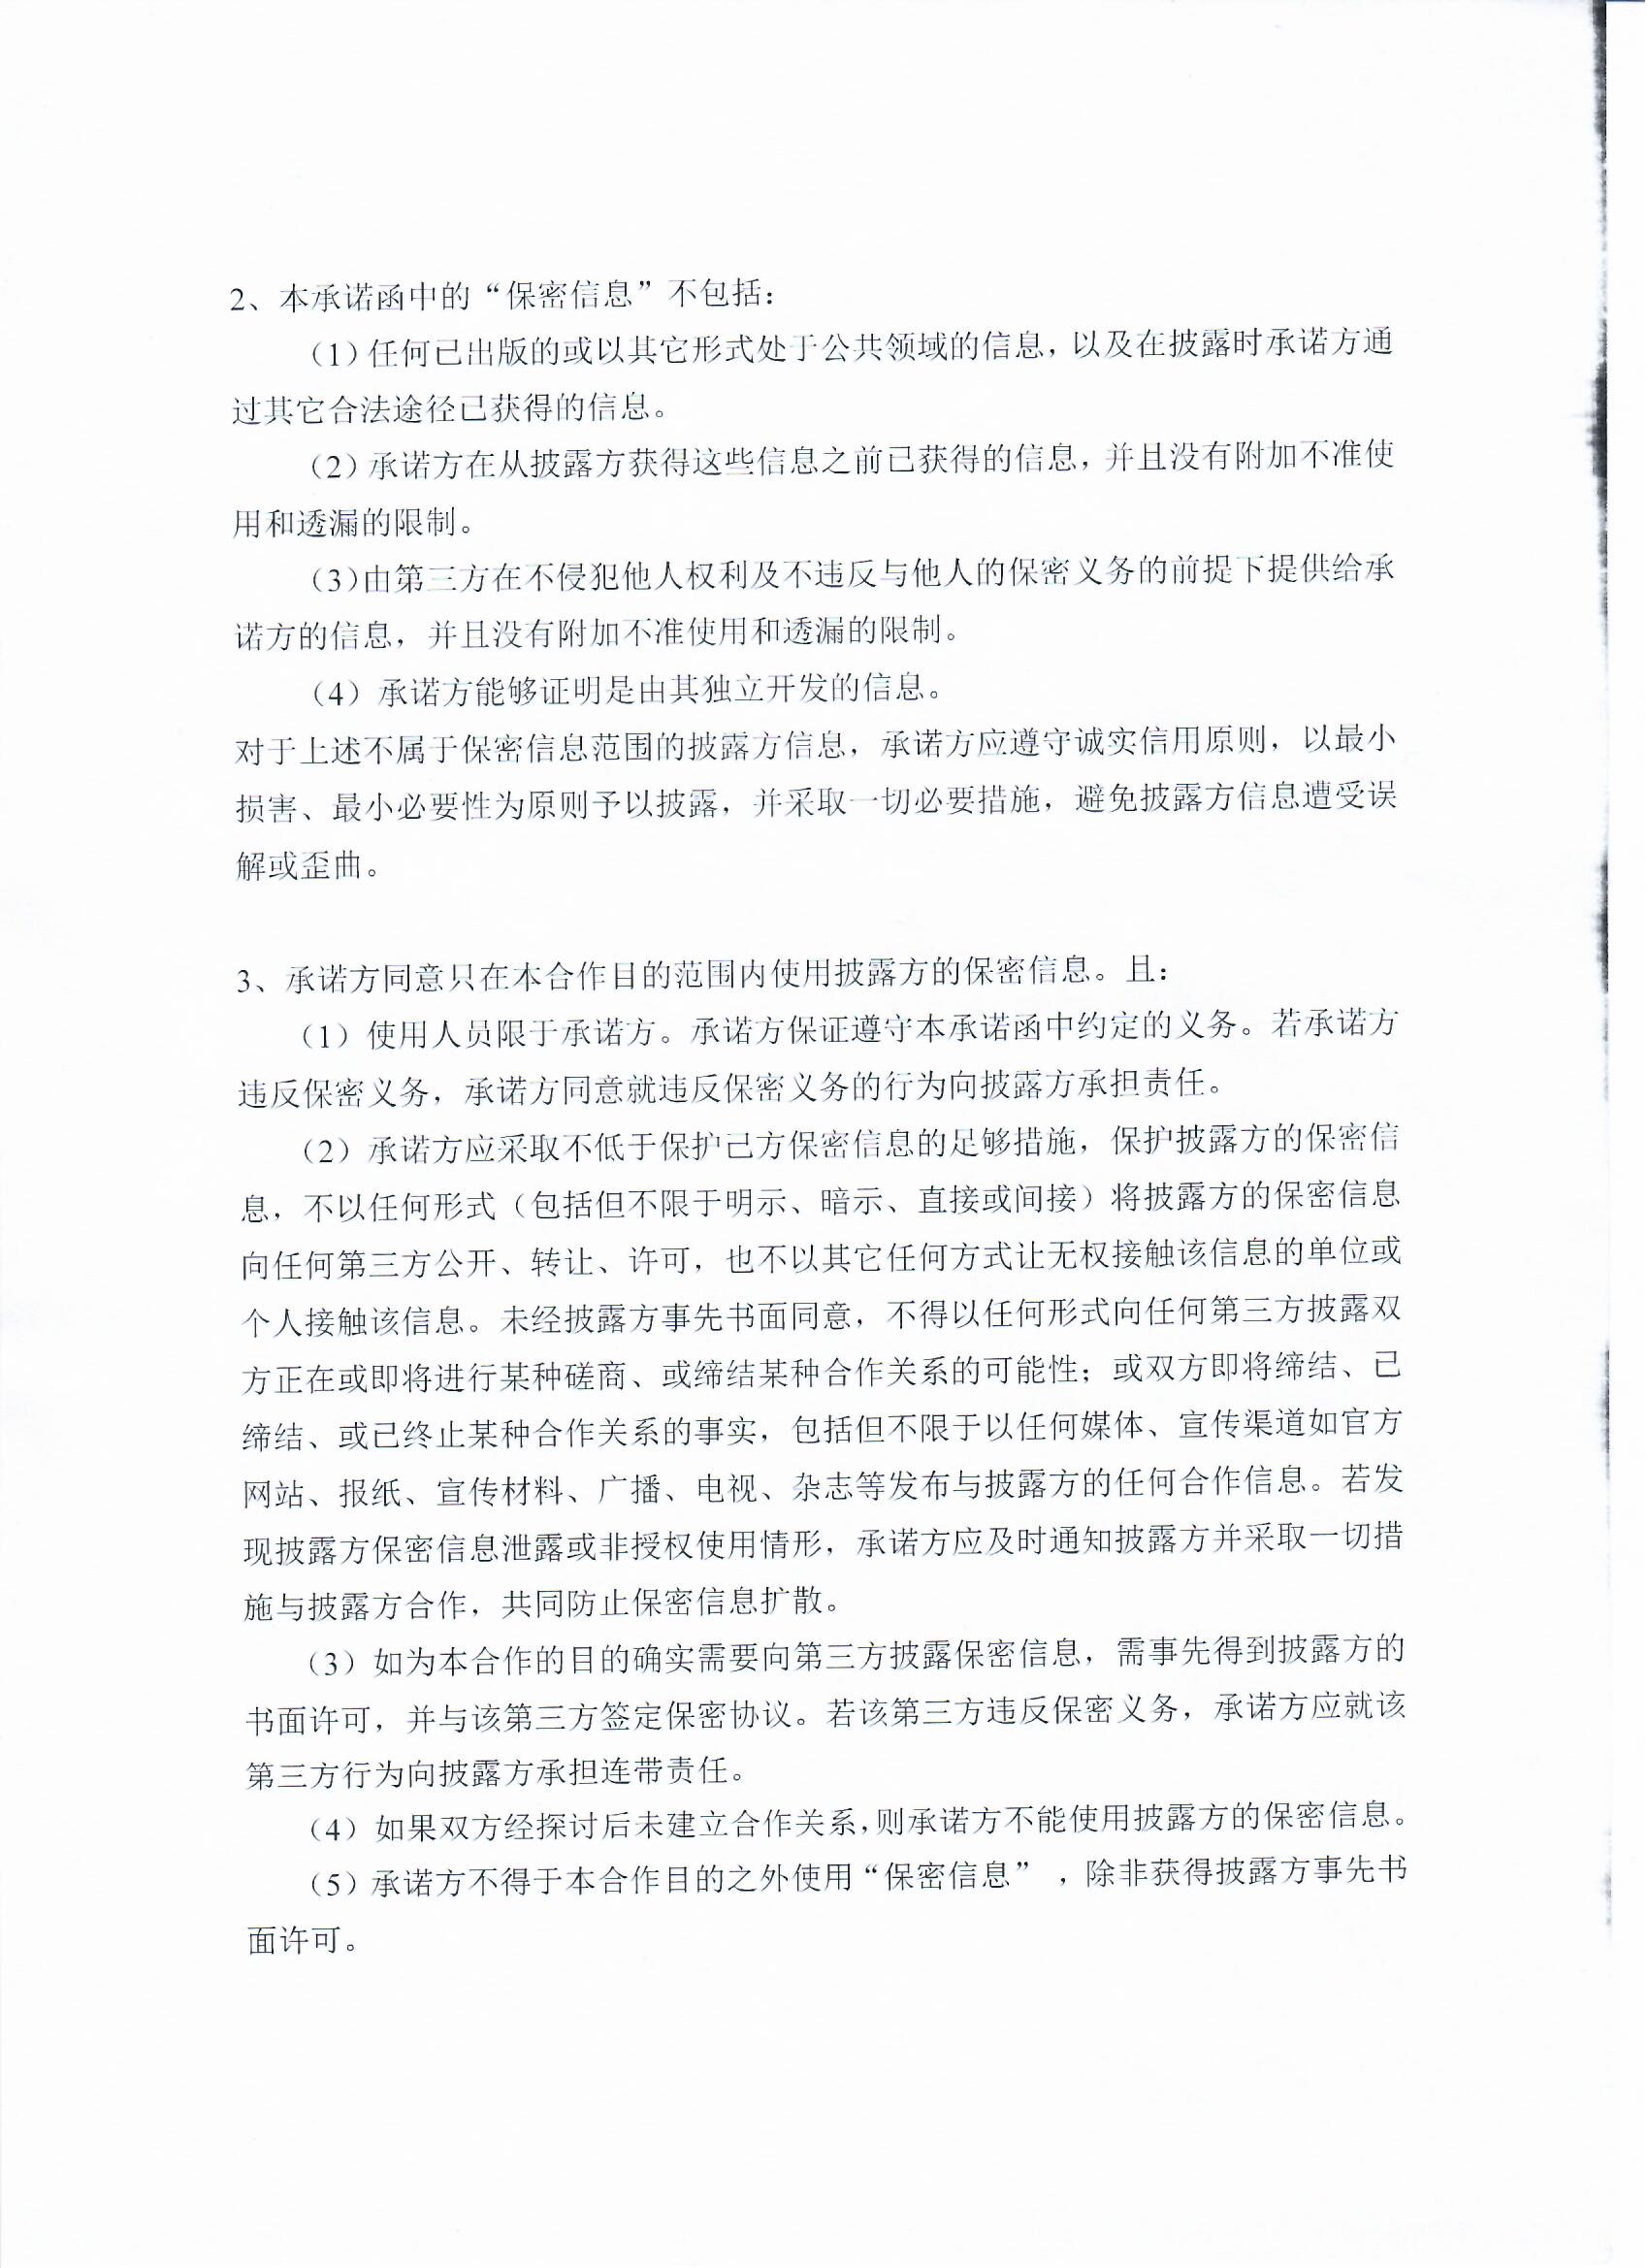 2、本承诺函中的“保密信息”不包括：
（1）任何已出版的或以其它形式处于公共领域的信息，以及在披露时承诺方通
过其它合法途径已获得的信息。
（2）承诺方在从披露方获得这些信息之前已获得的信息，并且没有附加不准使
用和透漏的限制。
（3）由第三方在不侵犯他人权利及不违反与他人的保密义务的前提下提供给承
诺方的信息，并且没有附加不准使用和透漏的限制。
（4）承诺方能够证明是由其独立开发的信息。
对于上述不属于保密信息范围的披露方信息，承诺方应遵守诚实信用原则，以最小
损害、最小必要性为原则予以披露，并采取一切必要措施，避免披露方信息遭受误
解或歪曲。
3、承诺方同意只在本合作目的范围内使用披露方的保密信息。且：
（1）使用人员限于承诺方。承诺方保证遵守本承诺函中约定的义务。若承诺方
违反保密义务，承诺方同意就违反保密义务的行为向披露方承担责任。
（2）承诺方应采取不低于保护己方保密信息的足够措施，保护披露方的保密信
息，不以任何形式（包括但不限于明示、暗示、直接或间接）将披露方的保密信息
向任何第三方公开、转让、许可，也不以其它任何方式让无权接触该信息的单位或
个人接触该信息。未经披露方事先书面同意，不得以任何形式向任何第三方披露双
方正在或即将进行某种磋商、或缔结某种合作关系的可能性；或双方即将缔结、已
缔结、或已终止某种合作关系的事实，包括但不限于以任何媒体、宣传渠道如官方
网站、报纸、宣传材料、广播、电视、杂志等发布与披露方的任何合作信息。若发
现披露方保密信息泄露或非授权使用情形，承诺方应及时通知披露方并采取一切措
施与披露方合作，共同防止保密信息扩散。
（3）如为本合作的目的确实需要向第三方披露保密信息，需事先得到披露方的
书面许可，并与该第三方签定保密协议。若该第三方违反保密义务，承诺方应就该
第三方行为向披露方承担连带责任。
（4）如果双方经探讨后未建立合作关系，则承诺方不能使用披露方的保密信息。
（5）承诺方不得于本合作目的之外使用“保密信息”，除非获得披露方事先书
面许可。